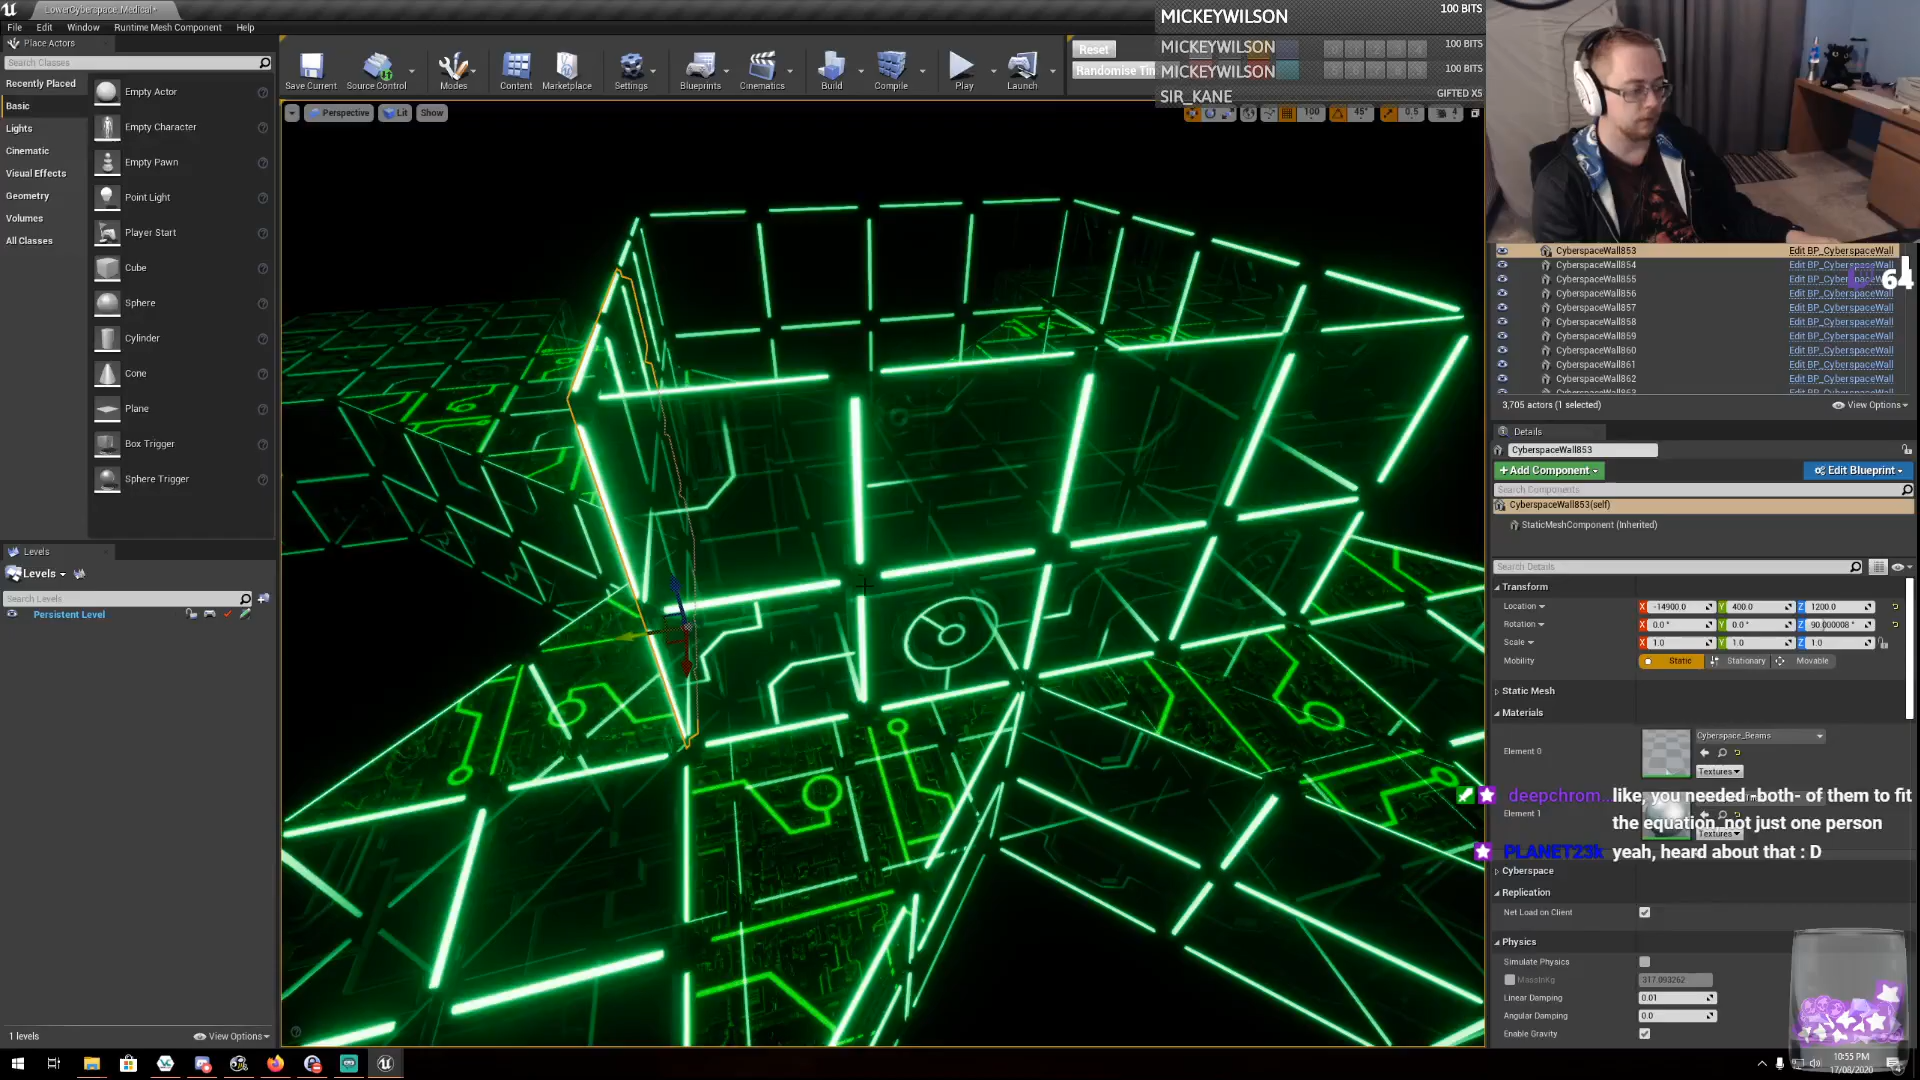 LowerCyberspace_Medical*
File Edit Window Runtime Mesh Component Help
Place Actors
Search Classes
Recently Placed
Basic
Lights
Cinematic
Visual Effects
Geometry
Volumes
All Classes
Empty Actor
Empty Character
Empty Pawn
Point Light
Player Start
Cube
Sphere
Cylinder
Cone
Plane
Box Trigger
Sphere Trigger
Levels
Levels
Search Levels
Persistent Level
1 levels
View Options
Save Current
Source Control
Modes
Content
Marketplace
Settings
Blueprints
Cinematics
Build
Compile
Play
Launch
Reset
Randomise Tim
Perspective
Lit
Show
100
45°
0.5
4
MICKEYWILSON 100 BITS
MICKEYWILSON 100 BITS
MICKEYWILSON 100 BITS
SIR_KANE GIFTED X5
CyberspaceWall853 Edit BP_CyberspaceWall
CyberspaceWall854 Edit BP_CyberspaceWall
CyberspaceWall855 Edit BP_CyberspaceWall
CyberspaceWall856 Edit BP_CyberspaceWall
CyberspaceWall857 Edit BP_CyberspaceWall
CyberspaceWall858 Edit BP_CyberspaceWall
CyberspaceWall859 Edit BP_CyberspaceWall
CyberspaceWall860 Edit BP_CyberspaceWall
CyberspaceWall861 Edit BP_CyberspaceWall
CyberspaceWall862 Edit BP_CyberspaceWall
64
3,705 actors (1 selected)
View Options
Details
CyberspaceWall853
+Add Component
Edit Blueprint
Search Components
CyberspaceWall853(self)
StaticMeshComponent (Inherited)
Search Details
Transform
Location X -14900.0 Y 400.0 Z 1200.0
Rotation X 0.0° Y 0.0° Z 90.000008°
Scale X 1.0 Y 1.0 Z 1.0
Mobility Static Stationary Movable
Static Mesh
Materials
Element 0
Cyberspace_Beams
Textures
Element 1
Textures
deepchrom... like, you needed -both- of them to fit
the equation, not just one person
PLANET23k yeah, heard about that : D
Cyberspace
Replication
Net Load on Client
Physics
Simulate Physics
MassInKg 317.093262
Linear Damping 0.01
Angular Damping 0.0
Enable Gravity
10:55 PM
17/08/2020